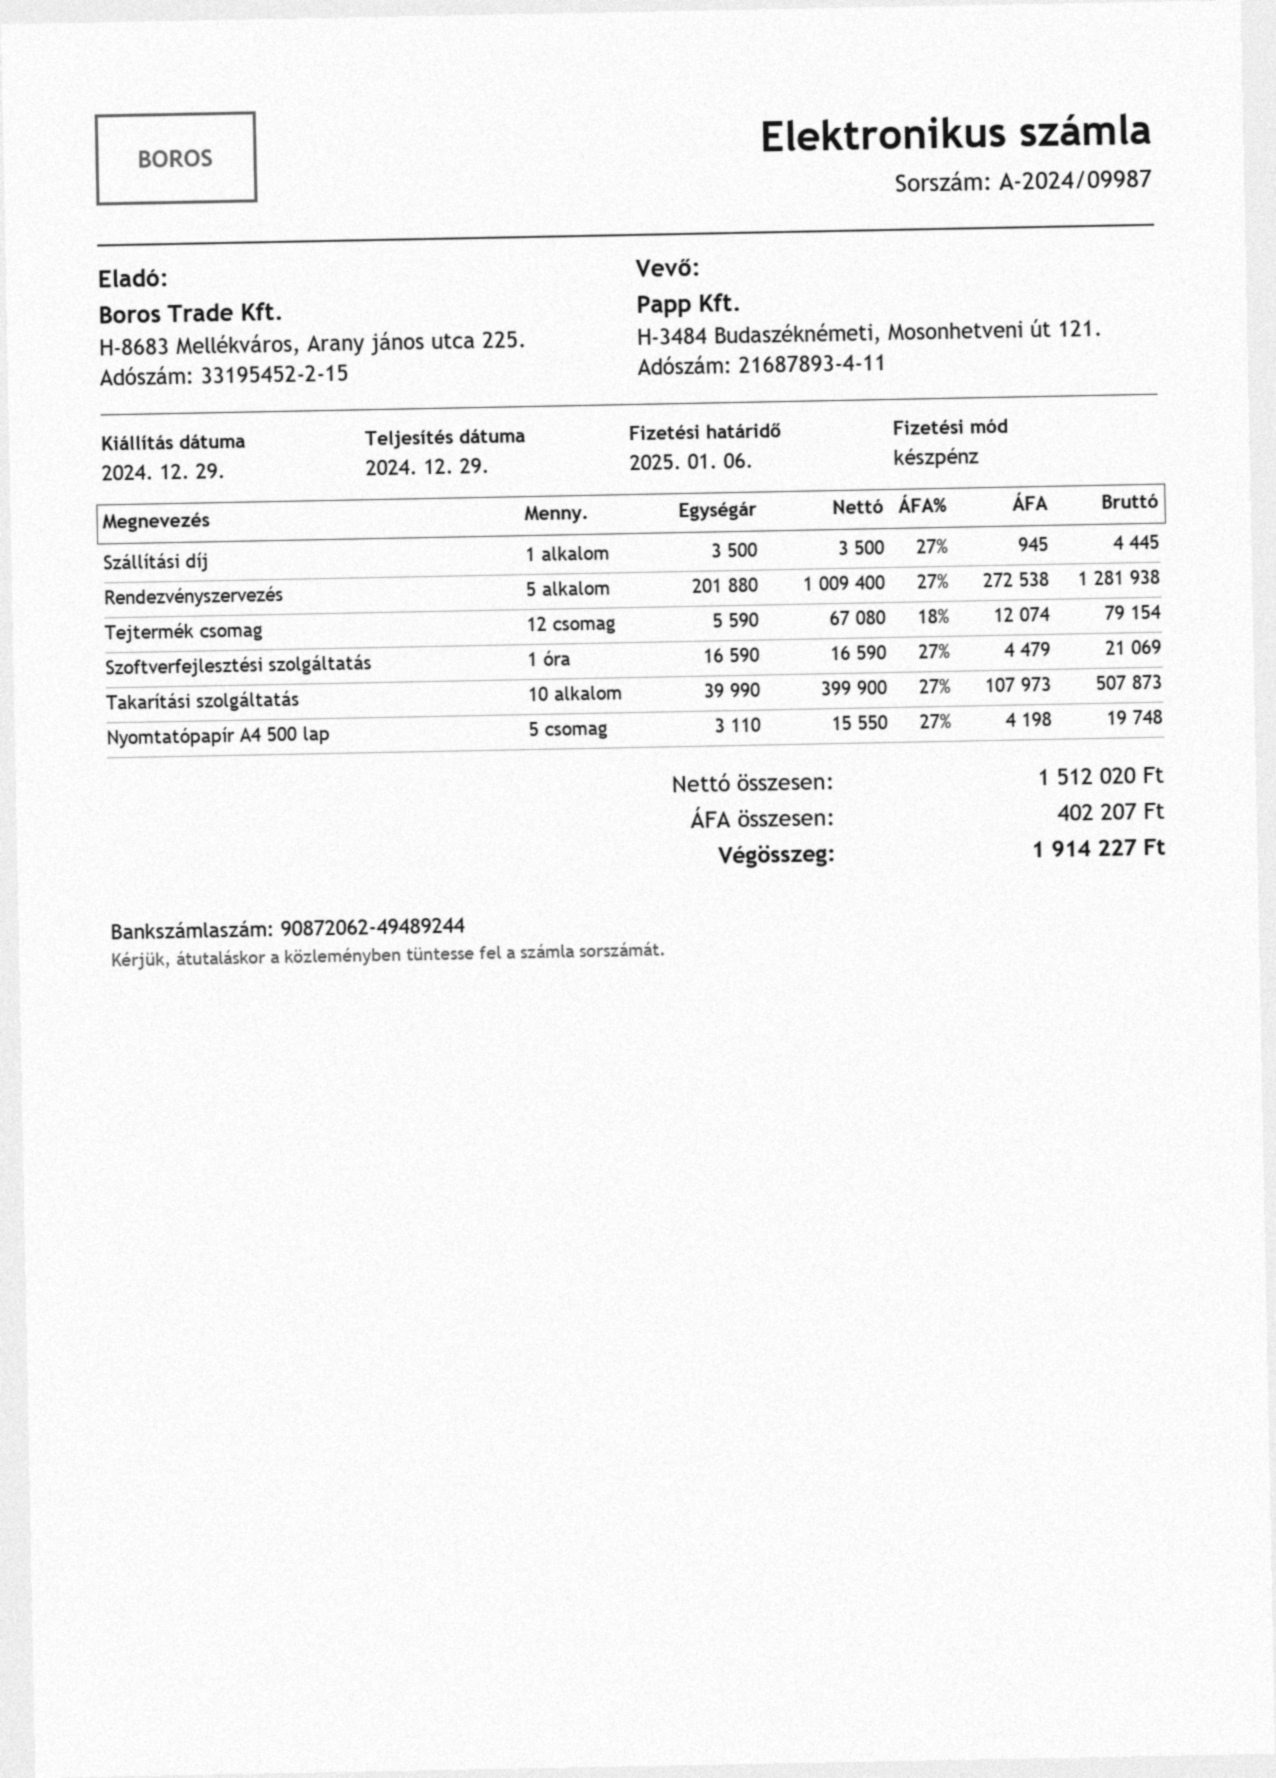 BOROS
Elektronikus számla
Sorszám: A-2024/09987
Eladó:
Boros Trade Kft.
H-8683 Mellékváros, Arany jános utca 225.
Adószám: 33195452-2-15
Vevő:
Papp Kft.
H-3484 Budaszéknémeti, Mosonhetveni út 121.
Adószám: 21687893-4-11
Kiállítás dátuma Teljesítés dátuma Fizetési határidő Fizetési mód
2024. 12. 29. 2024. 12. 29. 2025. 01. 06. készpénz
Megnevezés Menny. Egységár Nettó ÁFA% ÁFA Bruttó
Szállítási díj 1 alkalom 3 500 3 500 27% 945 4 445
Rendezvényszervezés 5 alkalom 201 880 1 009 400 27% 272 538 1 281 938
Tejtermék csomag 12 csomag 5 590 67 080 18% 12 074 79 154
Szoftverfejlesztési szolgáltatás 1 óra 16 590 16 590 27% 4 479 21 069
Takarítási szolgáltatás 10 alkalom 39 990 399 900 27% 107 973 507 873
Nyomtatópapír A4 500 lap 5 csomag 3 110 15 550 27% 4 198 19 748
Nettó összesen: 1 512 020 Ft
ÁFA összesen: 402 207 Ft
Végösszeg: 1 914 227 Ft
Bankszámlaszám: 90872062-49489244
Kérjük, átutaláskor a közleményben tüntesse fel a számla sorszámát.